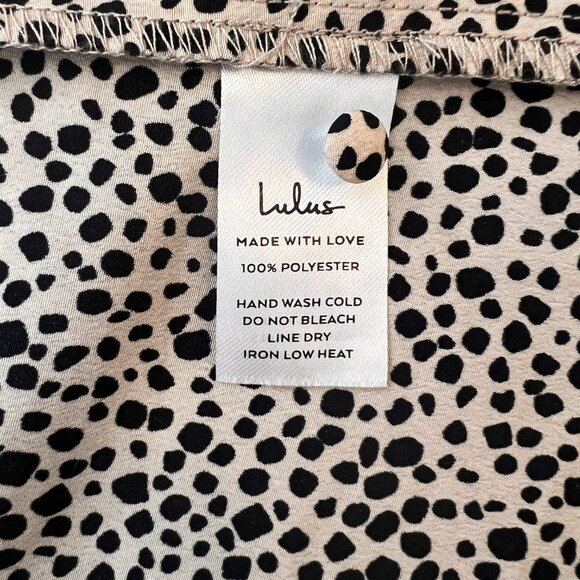 Lulus
MADE WITH LOVE
100% POLYESTER
HAND WASH COLD
DO NOT BLEACH
LINE DRY
IRON LOW HEAT